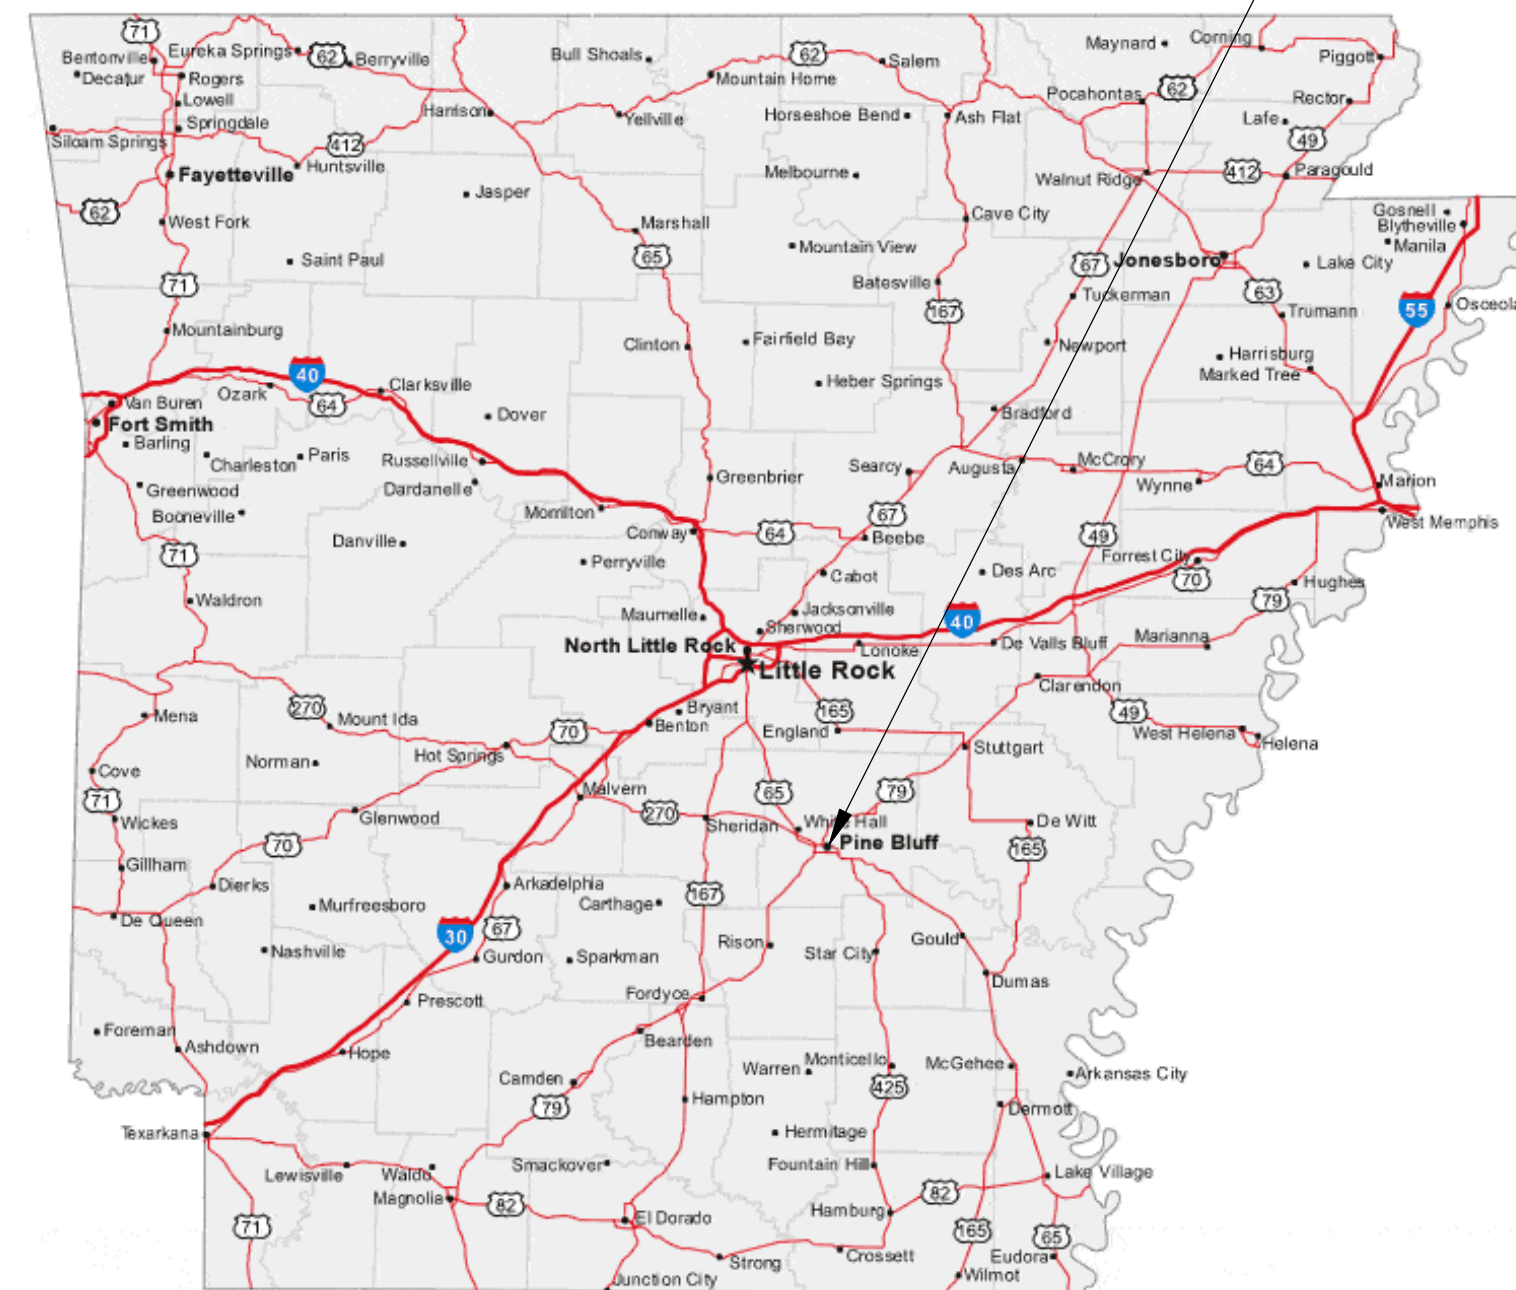 71
Bentonville
Eureka Springs
62
Berryville
Bull Shoals
62
Salem
Maynard
Corning
Piggott
Decatur
Rogers
Mountain Home
Pocahontas
62
Rector
Lowell
Harrison
Yellville
Horseshoe Bend
Ash Flat
Lafe
Springdale
49
Siloam Springs
412
Huntsville
Fayetteville
Melbourne
Walnut Ridge
412
Paragould
Jasper
62
West Fork
Marshall
Cave City
Gosnell
Blytheville
Manila
Saint Paul
65
Mountain View
67
Jonesboro
Lake City
71
Batesville
Tuckerman
63
167
Trumann
55
Osceola
Mountainburg
Clinton
Fairfield Bay
Newport
Harrisburg
Marked Tree
40
Clarksville
Heber Springs
Ozark
64
Van Buren
Dover
Bradford
Fort Smith
Barling
Charleston
Paris
Russellville
Greenbrier
Searcy
Augusta
McCrory
64
Dardanelle
Wynne
Marion
Greenwood
Booneville
Morrilton
67
West Memphis
Danville
Conway
64
Beebe
49
71
Perryville
Forrest City
Cabot
Des Arc
70
Hughes
Waldron
79
Maumelle
Jacksonville
Sherwood
40
North Little Rock
Lonoke
De Valls Bluff
Marianna
Little Rock
Clarendon
270
Mena
Mount Ida
Bryant
165
49
Benton
70
England
West Helena
Helena
Hot Springs
Stuttgart
Norman
Cove
71
Malvern
65
79
Wickes
Glenwood
270
Sheridan
White Hall
De Witt
70
Pine Bluff
165
Gillham
Dierks
Arkadelphia
167
Murfreesboro
Carthage
De Queen
30
67
Rison
Star City
Gould
Nashville
Gurdon
Sparkman
Dumas
Prescott
Fordyce
Foreman
Ashdown
Hope
Bearden
Monticello
McGehee
Warren
Arkansas City
Camden
425
79
Hampton
Dermott
Texarkana
Hermitage
Lewisville
Waldo
Smackover
Fountain Hill
Lake Village
Magnolia
82
82
71
El Dorado
Hamburg
165
65
Strong
Crossett
Eudora
Junction City
Wilmot